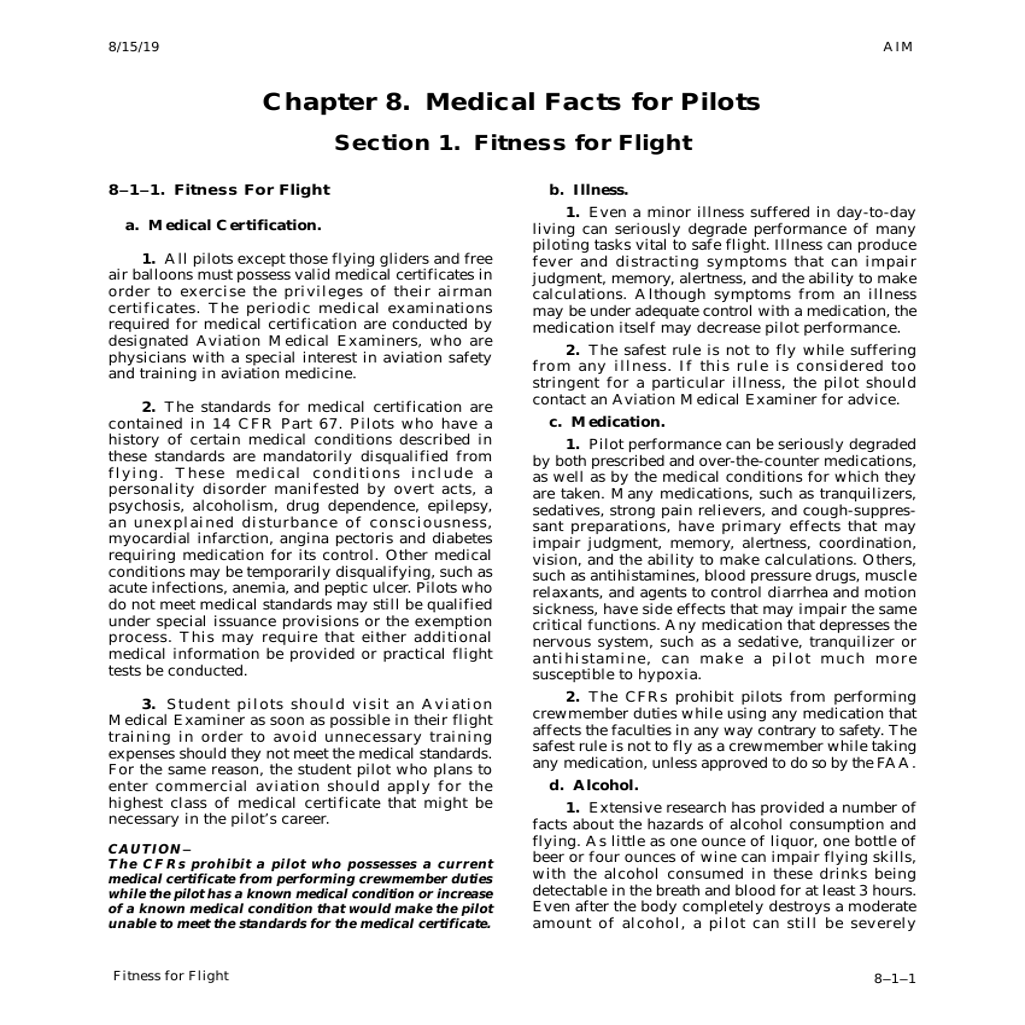 8/15/19
AIM
Chapter 8. Medical Facts for Pilots
Section 1. Fitness for Flight
8–1–1. Fitness For Flight
a. Medical Certification.
1. All pilots except those flying gliders and free
air balloons must possess valid medical certificates in
order to exercise the privileges of their airman
certificates. The periodic medical examinations
required for medical certification are conducted by
designated Aviation Medical Examiners, who are
physicians with a special interest in aviation safety
and training in aviation medicine.
2. The standards for medical certification are
contained in 14 CFR Part 67. Pilots who have a
history of certain medical conditions described in
these standards are mandatorily disqualified from
flying. These medical conditions include a
personality disorder manifested by overt acts, a
psychosis, alcoholism, drug dependence, epilepsy,
an unexplained disturbance of consciousness,
myocardial infarction, angina pectoris and diabetes
requiring medication for its control. Other medical
conditions may be temporarily disqualifying, such as
acute infections, anemia, and peptic ulcer. Pilots who
do not meet medical standards may still be qualified
under special issuance provisions or the exemption
process. This may require that either additional
medical information be provided or practical flight
tests be conducted.
3. Student pilots should visit an Aviation
Medical Examiner as soon as possible in their flight
training in order to avoid unnecessary training
expenses should they not meet the medical standards.
For the same reason, the student pilot who plans to
enter commercial aviation should apply for the
highest class of medical certificate that might be
necessary in the pilot's career.
CAUTION–
The CFRs prohibit a pilot who possesses a current
medical certificate from performing crewmember duties
while the pilot has a known medical condition or increase
of a known medical condition that would make the pilot
unable to meet the standards for the medical certificate.
b. Illness.
1. Even a minor illness suffered in day-to-day
living can seriously degrade performance of many
piloting tasks vital to safe flight. Illness can produce
fever and distracting symptoms that can impair
judgment, memory, alertness, and the ability to make
calculations. Although symptoms from an illness
may be under adequate control with a medication, the
medication itself may decrease pilot performance.
2. The safest rule is not to fly while suffering
from any illness. If this rule is considered too
stringent for a particular illness, the pilot should
contact an Aviation Medical Examiner for advice.
c. Medication.
1. Pilot performance can be seriously degraded
by both prescribed and over-the-counter medications,
as well as by the medical conditions for which they
are taken. Many medications, such as tranquilizers,
sedatives, strong pain relievers, and cough-suppres-
sant preparations, have primary effects that may
impair judgment, memory, alertness, coordination,
vision, and the ability to make calculations. Others,
such as antihistamines, blood pressure drugs, muscle
relaxants, and agents to control diarrhea and motion
sickness, have side effects that may impair the same
critical functions. Any medication that depresses the
nervous system, such as a sedative, tranquilizer or
antihistamine, can make a pilot much more
susceptible to hypoxia.
2. The CFRs prohibit pilots from performing
crewmember duties while using any medication that
affects the faculties in any way contrary to safety. The
safest rule is not to fly as a crewmember while taking
any medication, unless approved to do so by the FAA.
d. Alcohol.
1. Extensive research has provided a number of
facts about the hazards of alcohol consumption and
flying. As little as one ounce of liquor, one bottle of
beer or four ounces of wine can impair flying skills,
with the alcohol consumed in these drinks being
detectable in the breath and blood for at least 3 hours.
Even after the body completely destroys a moderate
amount of alcohol, a pilot can still be severely
Fitness for Flight
8–1–1